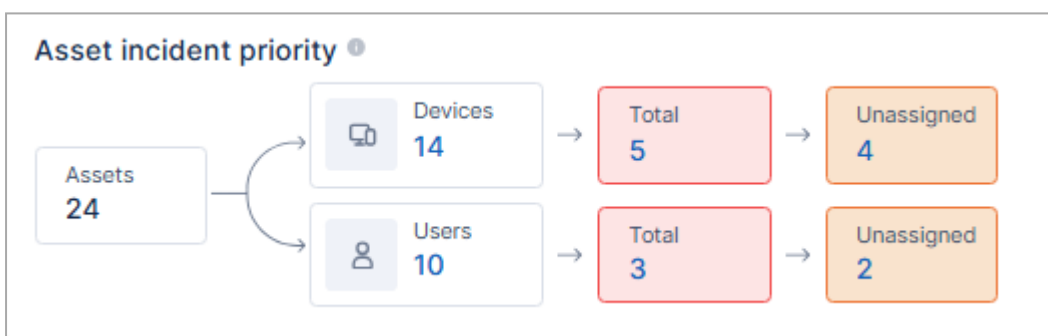 Asset incident priority
Assets
24
Devices
14
Total
5
Unassigned
4
Users
10
Total
3
Unassigned
2